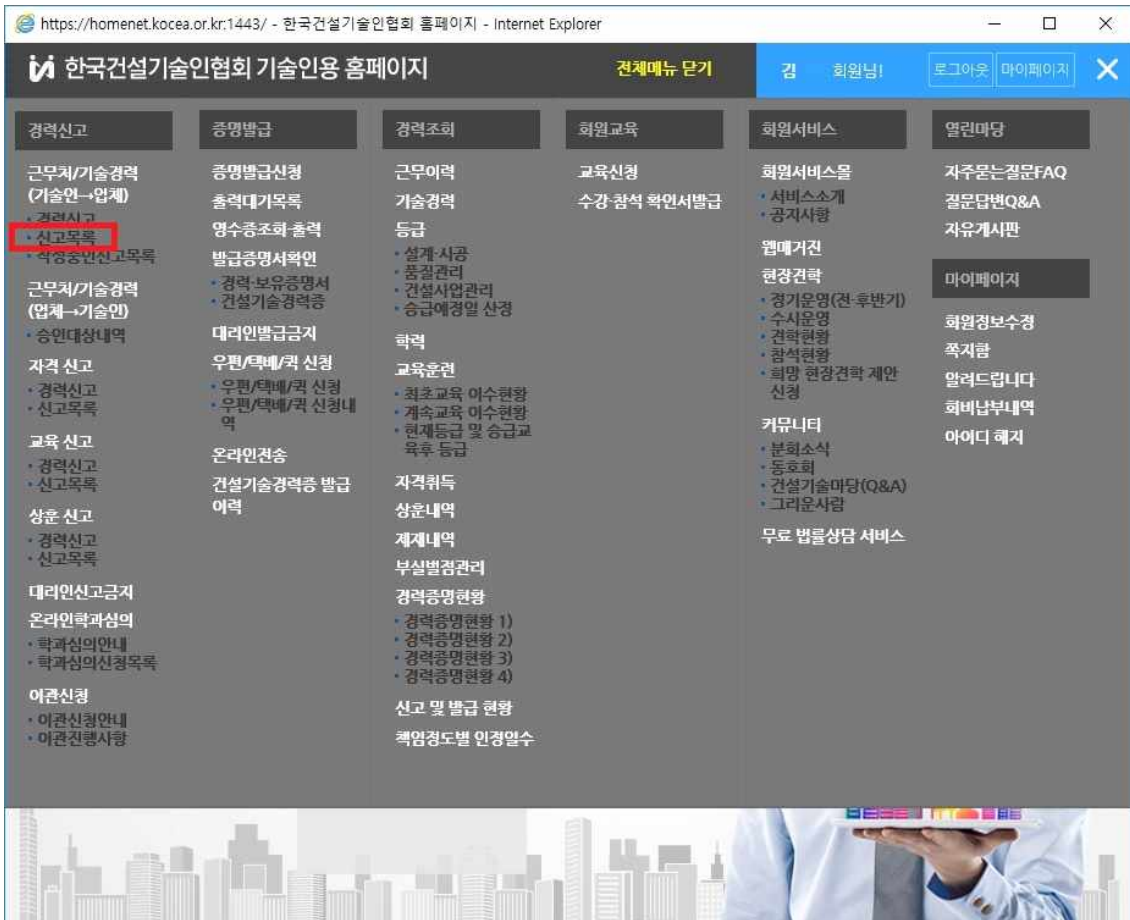 https://homenet.kocea.or.kr:1443/ - 한국건설기술인협회 홈페이지 - Internet Explorer
한국건설기술인협회 기술인용 홈페이지
전체메뉴 닫기
김 회원님!
로그아웃
마이페이지
경력신고
근무처/기술경력
(기술인→업체)
· 경력신고
· 신고목록
· 작성중인신고목록
근무처/기술경력
(업체→기술인)
· 승인대상내역
자격 신고
· 경력신고
· 신고목록
교육 신고
· 경력신고
· 신고목록
상훈 신고
· 경력신고
· 신고목록
대리인신고금지
온라인학과심의
· 학과심의안내
· 학과심의신청목록
이관신청
· 이관신청안내
· 이관진행사항
증명발급
증명발급신청
출력대기목록
영수증조회·출력
발급증명서확인
· 경력·보유증명서
· 건설기술경력증
대리인발급금지
우편/택배/퀵 신청
· 우편/택배/퀵 신청
· 우편/택배/퀵 신청내
역
온라인전송
건설기술경력증 발급
이력
경력조회
근무이력
기술경력
등급
· 설계·시공
· 품질관리
· 건설사업관리
· 승급예정일 산정
학력
교육훈련
· 최초교육 이수현황
· 계속교육 이수현황
· 현재등급 및 승급교
육후 등급
자격취득
상훈내역
제재내역
부실벌점관리
경력증명현황
· 경력증명현황 1)
· 경력증명현황 2)
· 경력증명현황 3)
· 경력증명현황 4)
신고 및 발급 현황
책임정도별 인정일수
회원교육
교육신청
수강·참석 확인서발급
회원서비스
회원서비스몰
· 서비스소개
· 공지사항
웹매거진
현장견학
· 정기운영(전·후반기)
· 수시운영
· 견학현황
· 참석현황
· 희망 현장견학 제안
신청
커뮤니티
· 분회소식
· 동호회
· 건설기술마당(Q&A)
· 그리운사람
무료 법률상담 서비스
열린마당
자주묻는질문FAQ
질문답변Q&A
자유게시판
마이페이지
회원정보수정
쪽지함
알려드립니다
회비납부내역
아이디 해지